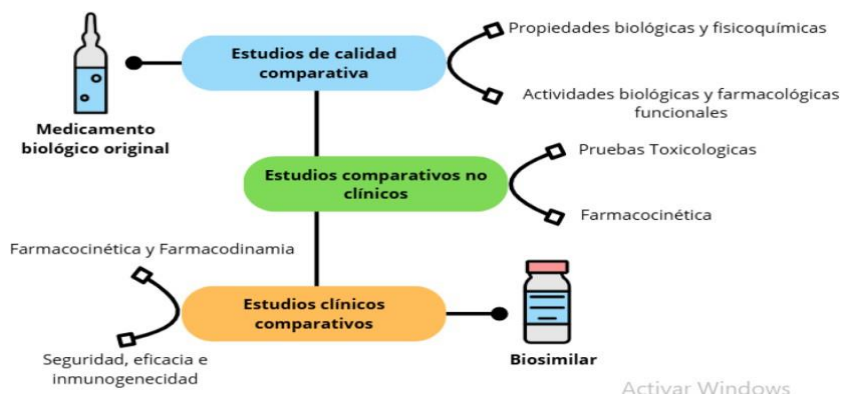 Propiedades biológicas y fisicoquímicas
Estudios de calidad
comparativa
Actividades biológicas y farmacológicas
funcionales
Medicamento
biológico original
Pruebas Toxicologicas
Estudios comparativos no
clínicos
Farmacocinética
Farmacocinética y Farmacodinamia
Estudios clínicos
comparativos
Seguridad, eficacia e
inmunogenecidad
Biosimilar
Activar Windows